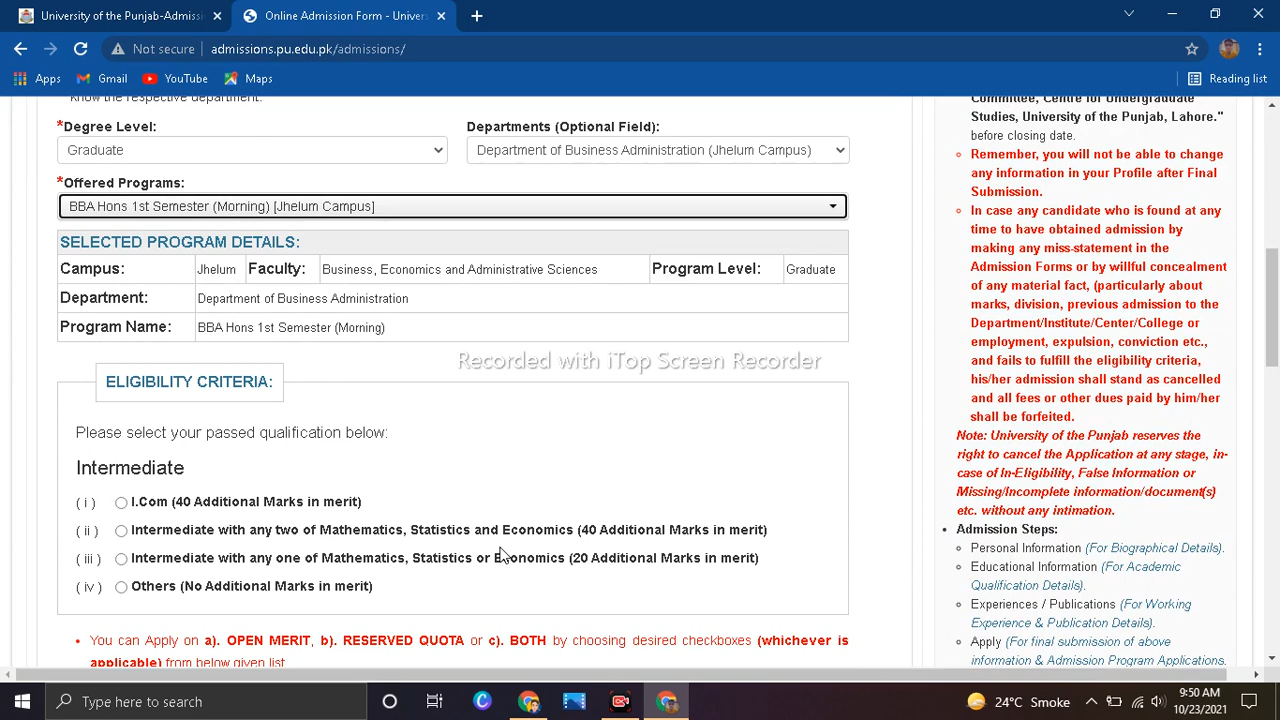 University of the Punjab-Admissi
Online Admission Form - Univers
Not secure
admissions.pu.edu.pk/admissions/
Apps
Gmail
YouTube
Maps
Reading list
Know the respective department.
*Degree Level:
Departments (Optional Field):
Graduate
Department of Business Administration (Jhelum Campus)
*Offered Programs:
BBA Hons 1st Semester (Morning) [Jhelum Campus]
SELECTED PROGRAM DETAILS:
Campus: Jhelum Faculty: Business, Economics and Administrative Sciences Program Level: Graduate
Department: Department of Business Administration
Program Name: BBA Hons 1st Semester (Morning)
Recorded with iTop Screen Recorder
ELIGIBILITY CRITERIA:
Please select your passed qualification below:
Intermediate
( i ) I.Com (40 Additional Marks in merit)
( ii ) Intermediate with any two of Mathematics, Statistics and Economics (40 Additional Marks in merit)
( iii ) Intermediate with any one of Mathematics, Statistics or Economics (20 Additional Marks in merit)
( iv ) Others (No Additional Marks in merit)
You can Apply on a). OPEN MERIT, b). RESERVED QUOTA or c). BOTH by choosing desired checkboxes (whichever is
applicable) from below given list
Committee, Centre for Undergraduate
Studies, University of the Punjab, Lahore."
before closing date.
Remember, you will not be able to change
any information in your Profile after Final
Submission.
In case any candidate who is found at any
time to have obtained admission by
making any miss-statement in the
Admission Forms or by willful concealment
of any material fact, (particularly about
marks, division, previous admission to the
Department/Institute/Center/College or
employment, expulsion, conviction etc.,
and fails to fulfill the eligibility criteria,
his/her admission shall stand as cancelled
and all fees or other dues paid by him/her
shall be forfeited.
Note: University of the Punjab reserves the
right to cancel the Application at any stage, in-
case of In-Eligibility, False Information or
Missing/Incomplete information/document(s)
etc. without any intimation.
Admission Steps:
Personal Information (For Biographical Details).
Educational Information (For Academic
Qualification Details).
Experiences / Publications (For Working
Experience & Publication Details).
Apply (For final submission of above
information & Admission Program Applications.
Type here to search
24°C Smoke
9:50 AM
10/23/2021